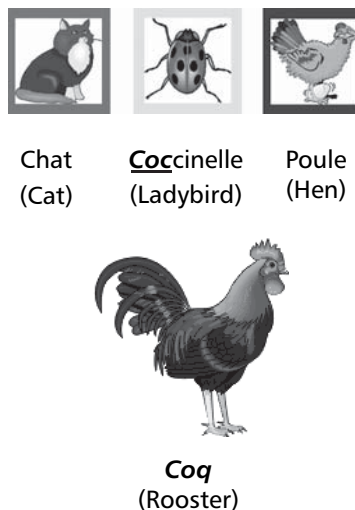 Chat Coccinelle Poule
(Cat) (Ladybird) (Hen)
Coq
(Rooster)